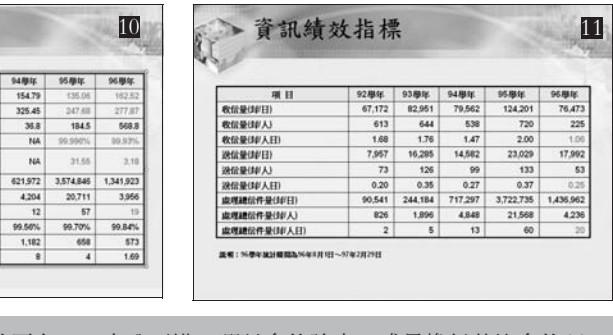 10
94學年 95學年 96學年
154.79 135.06 162.52
325.45 247.68 277.87
36.8 184.5 568.8
NA 99.996% 99.93%
NA 31.55 3.18
621,972 3,574,846 1,341,923
4,204 20,711 3,956
12 57 19
99.56% 99.70% 99.84%
1,182 658 573
8 4 1.69
11
資訊績效指標
項目 92學年 93學年 94學年 95學年 96學年
收信量(封/日) 67,172 82,951 79,562 124,201 76,473
收信量(封/人) 613 644 538 720 225
收信量(封/人日) 1.68 1.76 1.47 2.00 1.06
送信量(封/日) 7,957 16,285 14,582 23,029 17,992
送信量(封/人) 73 126 99 133 53
送信量(封/人日) 0.20 0.35 0.27 0.37 0.25
處理總信件量(封/日) 90,541 244,184 717,297 3,722,735 1,436,962
處理總信件量(封/人) 826 1,896 4,848 21,568 4,236
處理總信件量(封/人日) 2 5 13 60 20
說明：96學年統計期間為96年8月1日～97年2月29日